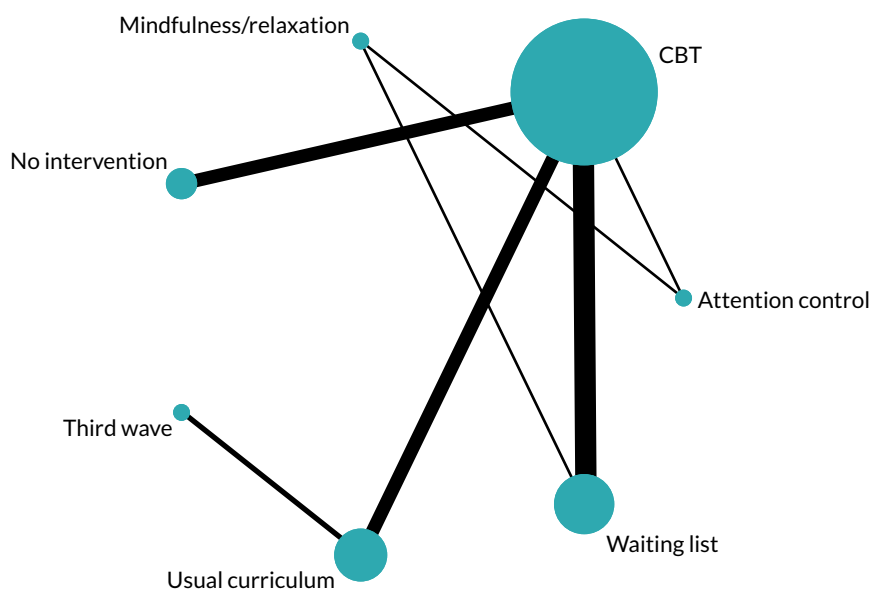 Mindfulness/relaxation
CBT
No intervention
Attention control
Third wave
Waiting list
Usual curriculum